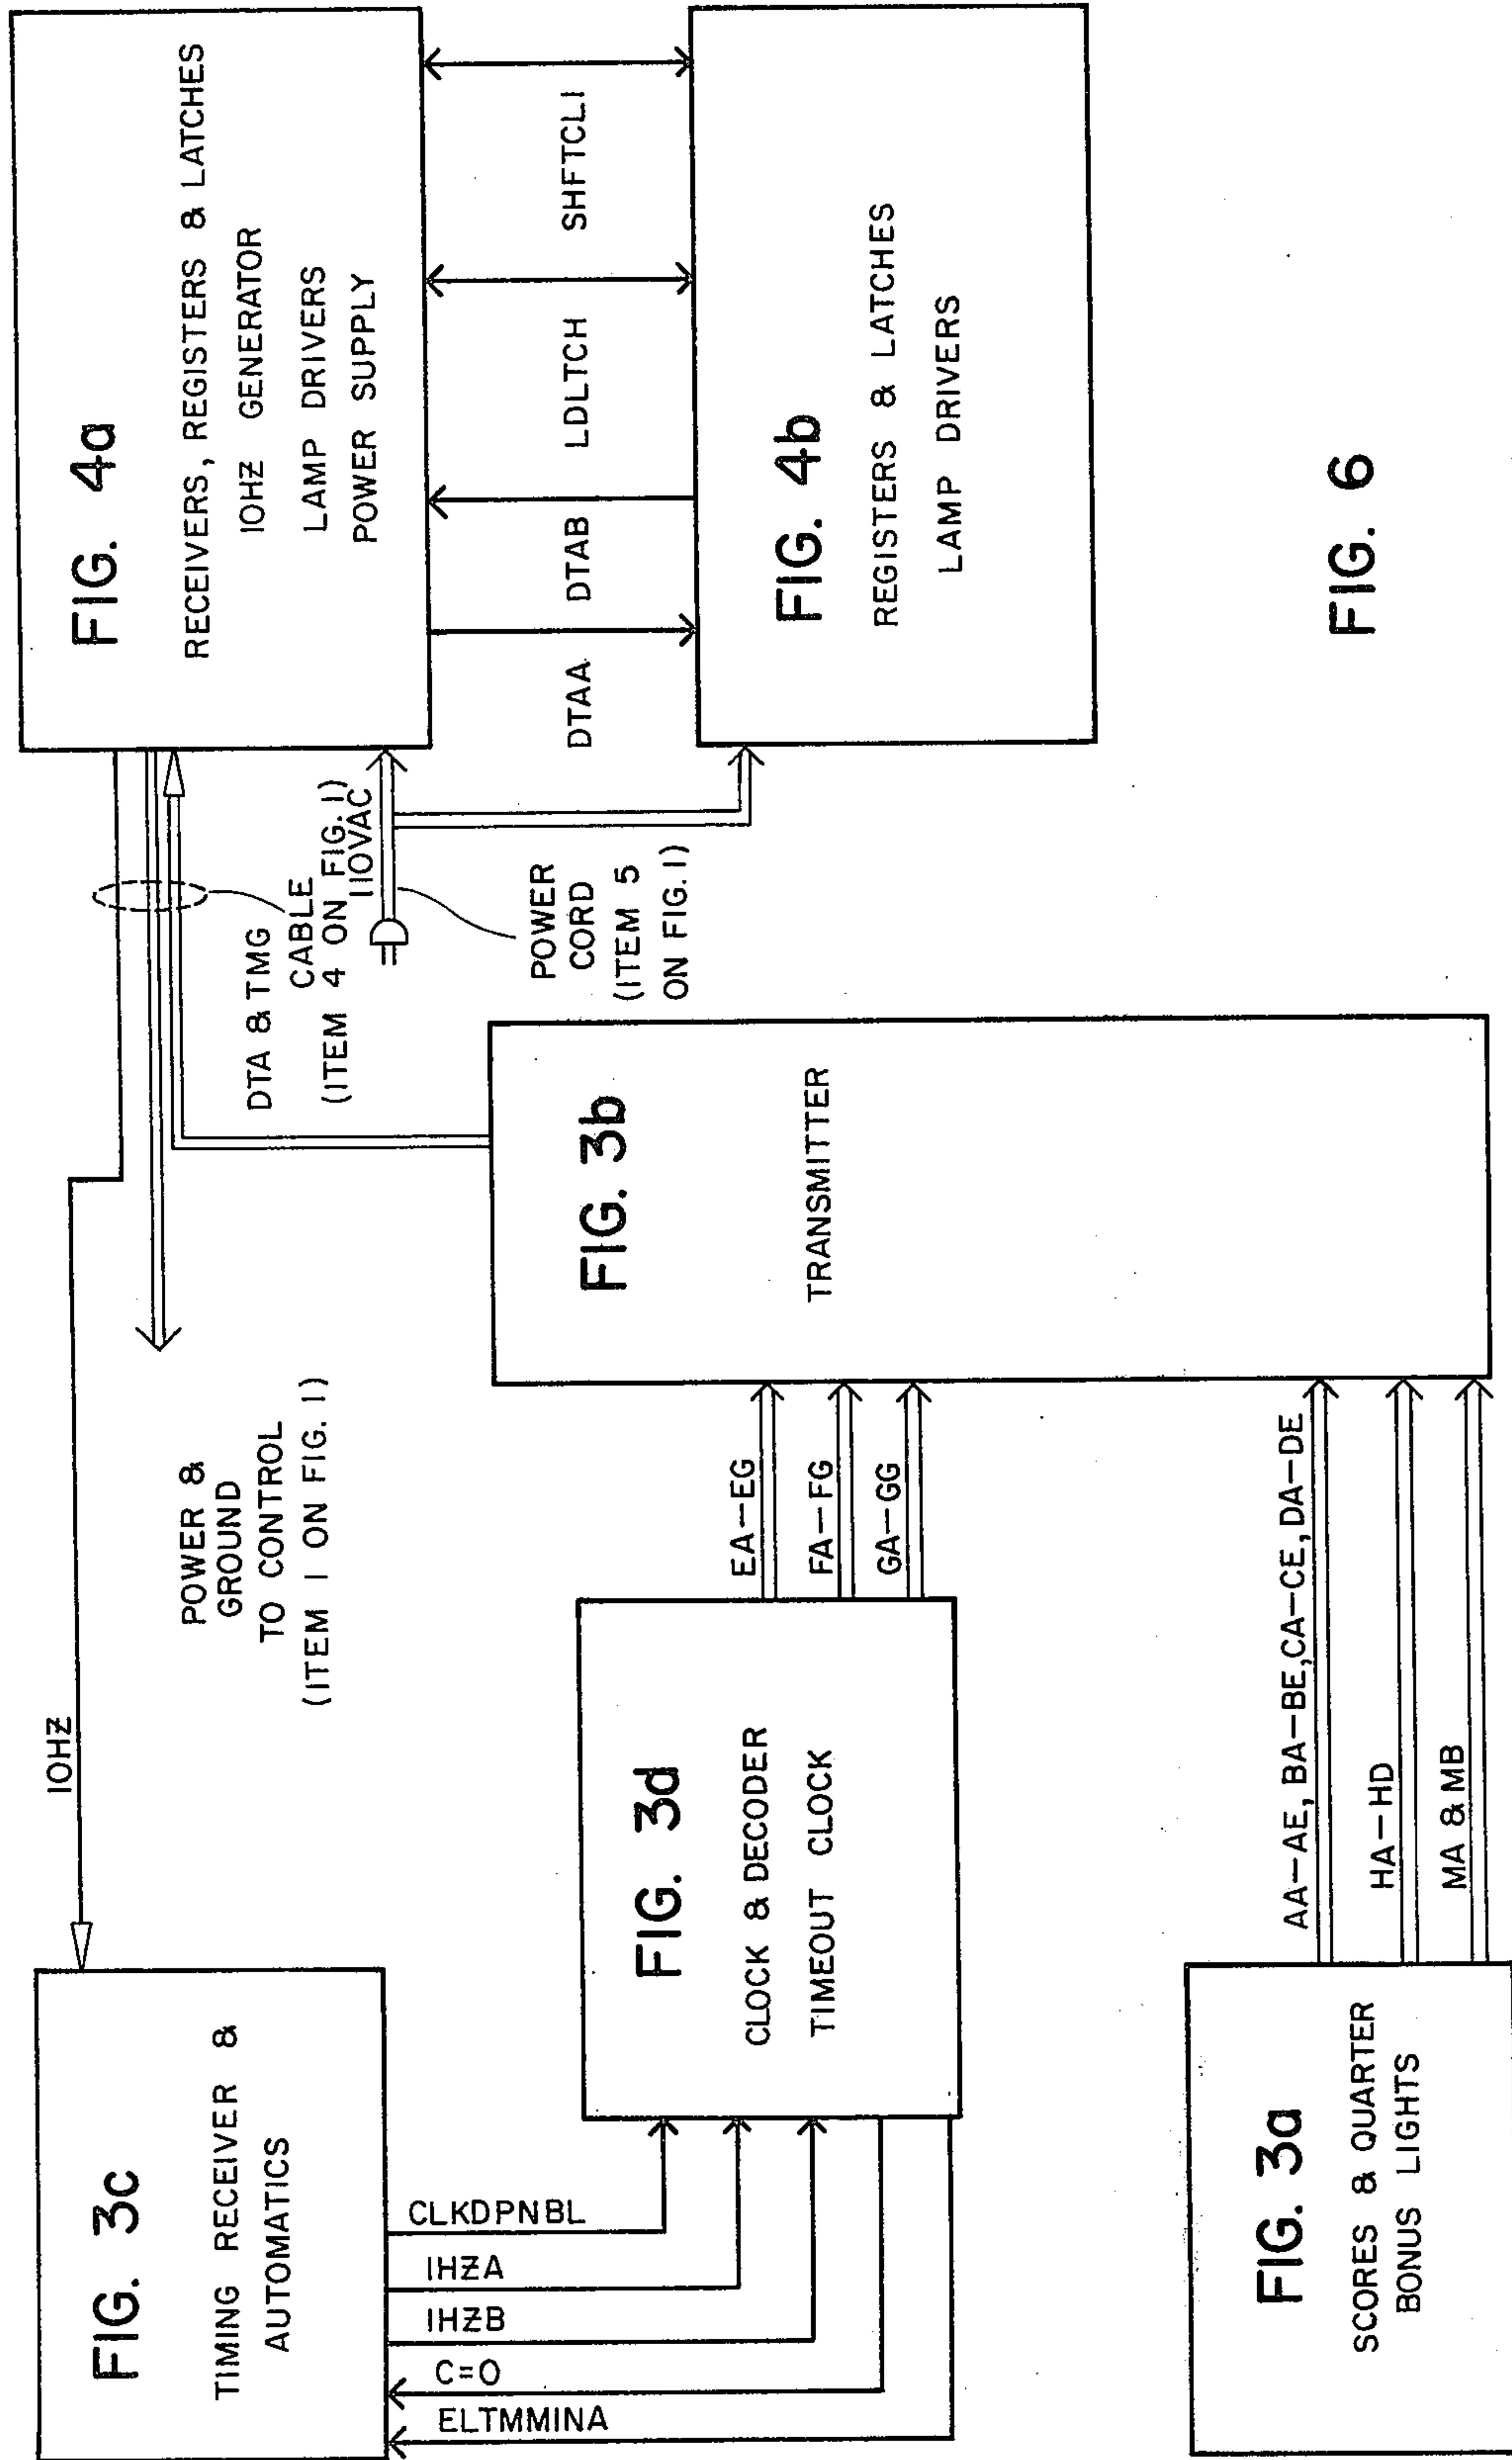 FIG. 3c
TIMING RECEIVER &
AUTOMATICS
10HZ
CLKDPNBL
1HZA
1HZB
C=0
ELTMMINA
FIG. 3d
CLOCK & DECODER
TIMEOUT CLOCK
EA—EG
FA—FG
GA—GG
FIG. 3a
SCORES & QUARTER
BONUS LIGHTS
AA—AE, BA—BE, CA—CE, DA—DE
HA—HD
MA & MB
FIG. 3b
TRANSMITTER
POWER &
GROUND
TO CONTROL
(ITEM 1 ON FIG. 1)
DTA & TMG
CABLE
(ITEM 4 ON FIG. 1)
110VAC
POWER
CORD
(ITEM 5
ON FIG. 1)
FIG. 4a
RECEIVERS, REGISTERS & LATCHES
10HZ GENERATOR
LAMP DRIVERS
POWER SUPPLY
DTAA
DTAB
LDLTCH
SHFTCL1
FIG. 4b
REGISTERS & LATCHES
LAMP DRIVERS
FIG. 6